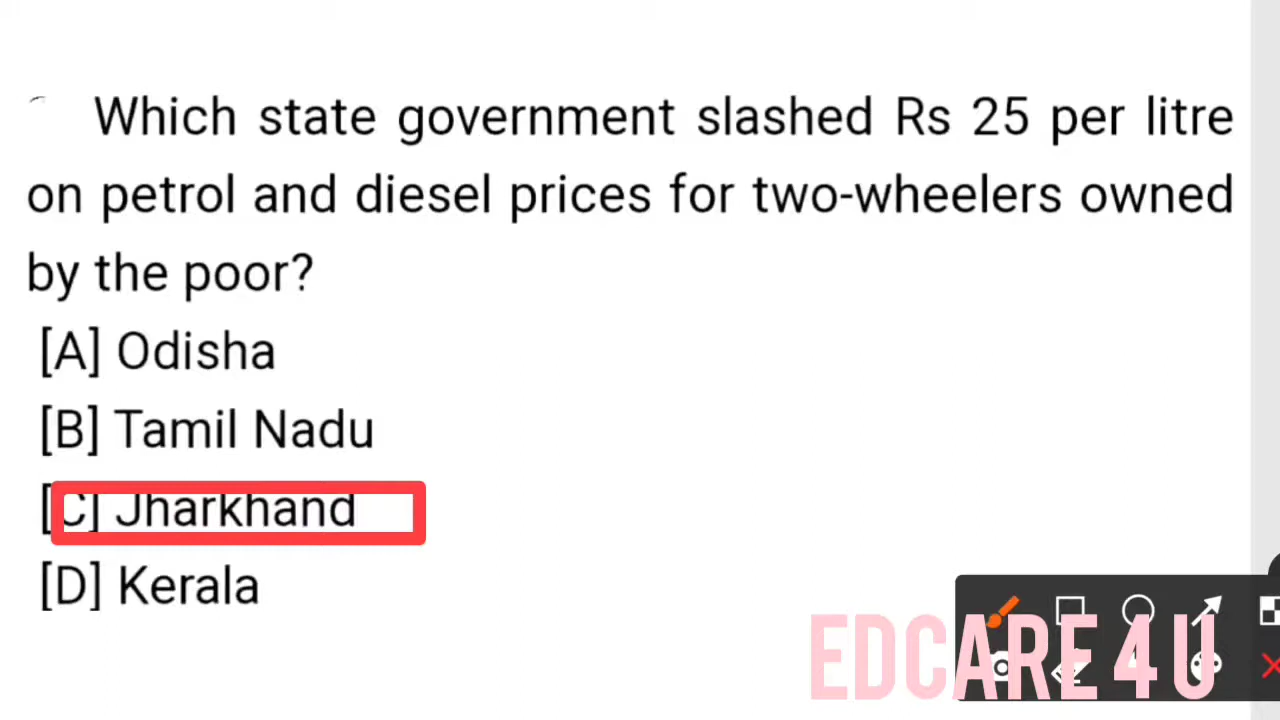 Which state government slashed Rs 25 per litre
on petrol and diesel prices for two-wheelers owned
by the poor?
[A] Odisha
[B] Tamil Nadu
[C] Jharkhand
[D] Kerala
EDCARE 4 U